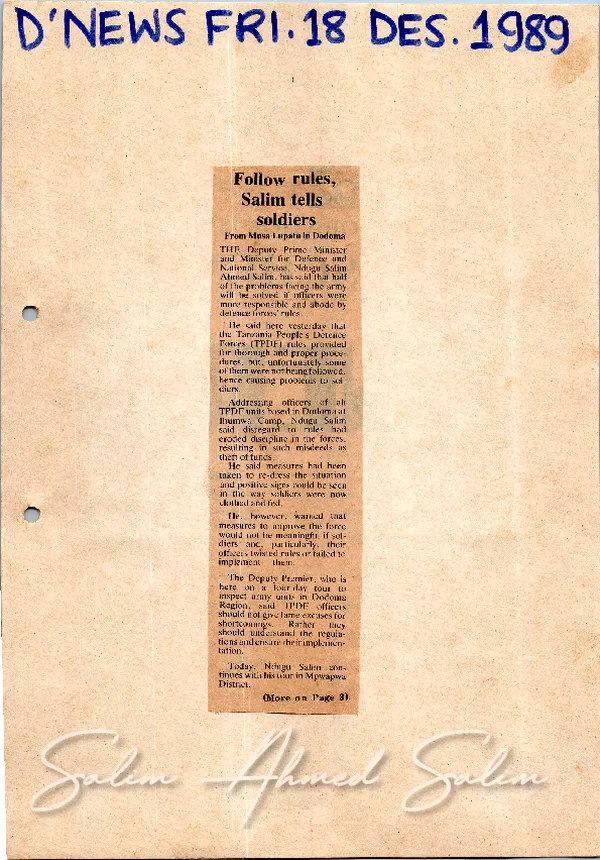 D'NEWS FRI. 18 DES. 1989
Follow rules,
Salim tells
soldiers
From Musa Lupatu in Dodoma
THE Deputy Prime Minister
and Minister for Defence and
National Service, Ndugu Salim
Ahmed Salim, has said that half
of the problems facing the army
will be solved if officers were
more responsible and abode by
defence forces' rules.
He said here yesterday that
the Tanzania People's Defence
Forces (TPDF) rules provided
for thorough and proper proce-
dures, but, unfortunately some
of them were not being followed,
hence causing problems to sol-
diers.
Addressing officers of all
TPDF units based in Dodoma at
Ihumwa Camp, Ndugu Salim
said disregard to rules had
eroded discipline in the forces,
resulting in such misdeeds as
theft of funds.
He said measures had been
taken to re-dress the situation
and positive signs could be seen
in the way soldiers were now
clothed and fed.
He, however, warned that
measures to improve the force
would not be meaningful if sol-
diers and, particularly, their
officers twisted rules or failed to
implement them.
The Deputy Premier, who is
here on a four-day tour to
inspect army units in Dodoma
Region, said TPDF officers
should not give lame excuses for
shortcomings. Rather they
should understand the regula-
tions and ensure their implemen-
tation.
Today, Ndugu Salim con-
tinues with his tour in Mpwapwa
District.
(More on Page 3)
Salim Ahmed Salim